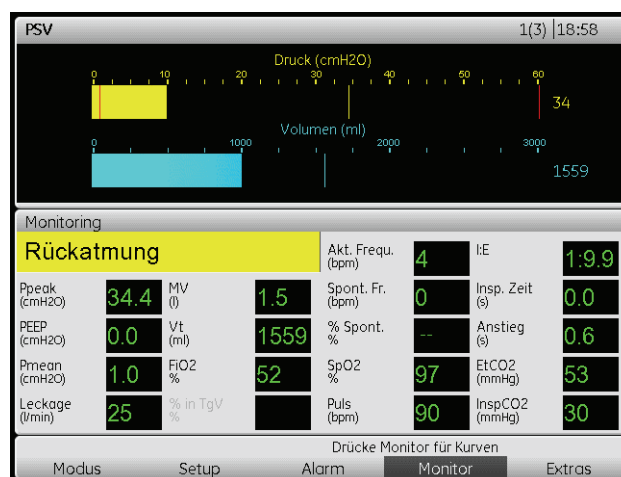 PSV 1(3) 18:58
Druck (cmH2O)
0 10 20 30 40 50 60
34
Volumen (ml)
0 1000 2000 3000
1559
Monitoring
Rückatmung
Akt. Frequ. (bpm) 4 I:E 1:9.9
Ppeak (cmH2O) 34.4 MV (l) 1.5 Spont. Fr. (bpm) 0 Insp. Zeit (s) 0.0
PEEP (cmH2O) 0.0 Vt (ml) 1559 % Spont. % -- Anstieg (s) 0.6
Pmean (cmH2O) 1.0 FiO2 % 52 SpO2 % 97 EtCO2 (mmHg) 53
Leckage (l/min) 25 % in TgV % Puls (bpm) 90 InspCO2 (mmHg) 30
Drücke Monitor für Kurven
Modus Setup Alarm Monitor Extras